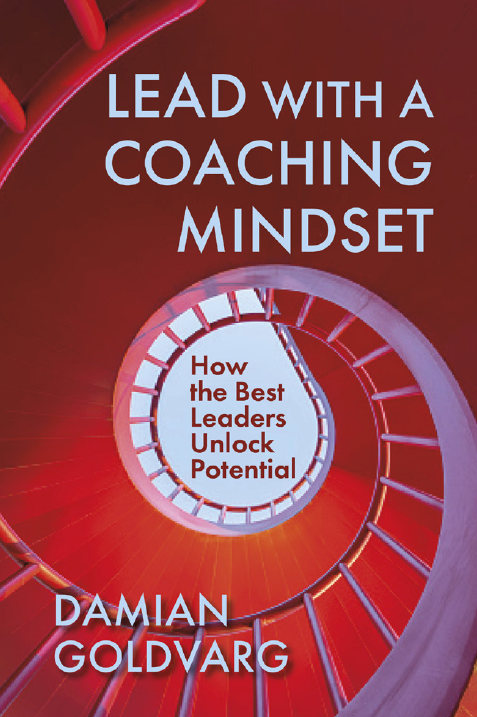 LEAD WITH A
COACHING
MINDSET
How
the Best
Leaders
Unlock
Potential
DAMIAN
GOLDVARG